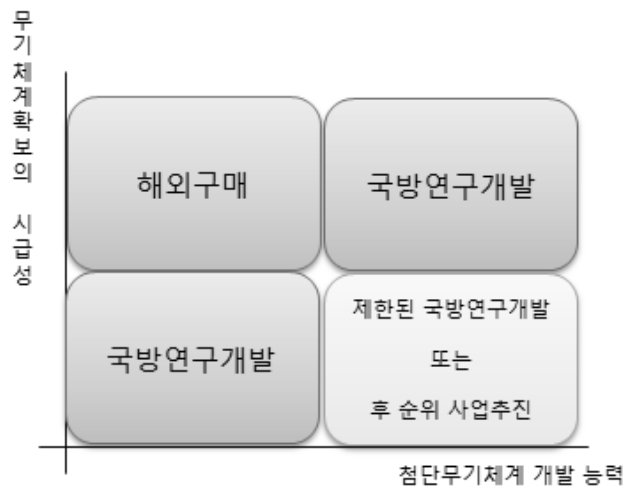 무기체계확보의 시급성
해외구매
국방연구개발
국방연구개발
제한된 국방연구개발
또는
후 순위 사업추진
첨단무기체계 개발 능력